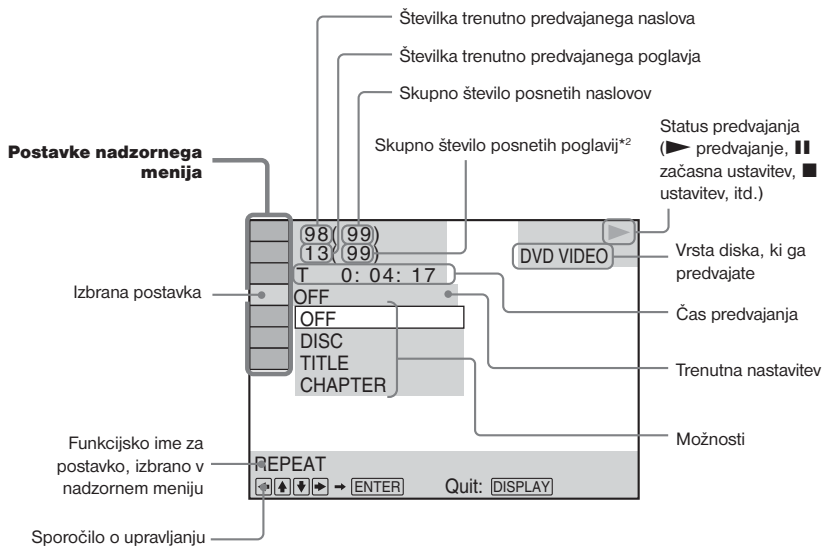 Številka trenutno predvajanega naslova
Številka trenutno predvajanega poglavja
Skupno število posnetih naslovov
Skupno število posnetih poglavij*2
Status predvajanja
(► predvajanje, ❙❙
začasna ustavitev, ■
ustavitev, itd.)
Postavke nadzornega
menija
98( 99)
13( 99)
DVD VIDEO
Vrsta diska, ki ga
predvajate
T 0: 04: 17
Izbrana postavka
OFF
Čas predvajanja
OFF
DISC
TITLE
CHAPTER
Trenutna nastavitev
Možnosti
Funkcijsko ime za
postavko, izbrano v
nadzornem meniju
REPEAT
ENTER Quit: DISPLAY
Sporočilo o upravljanju